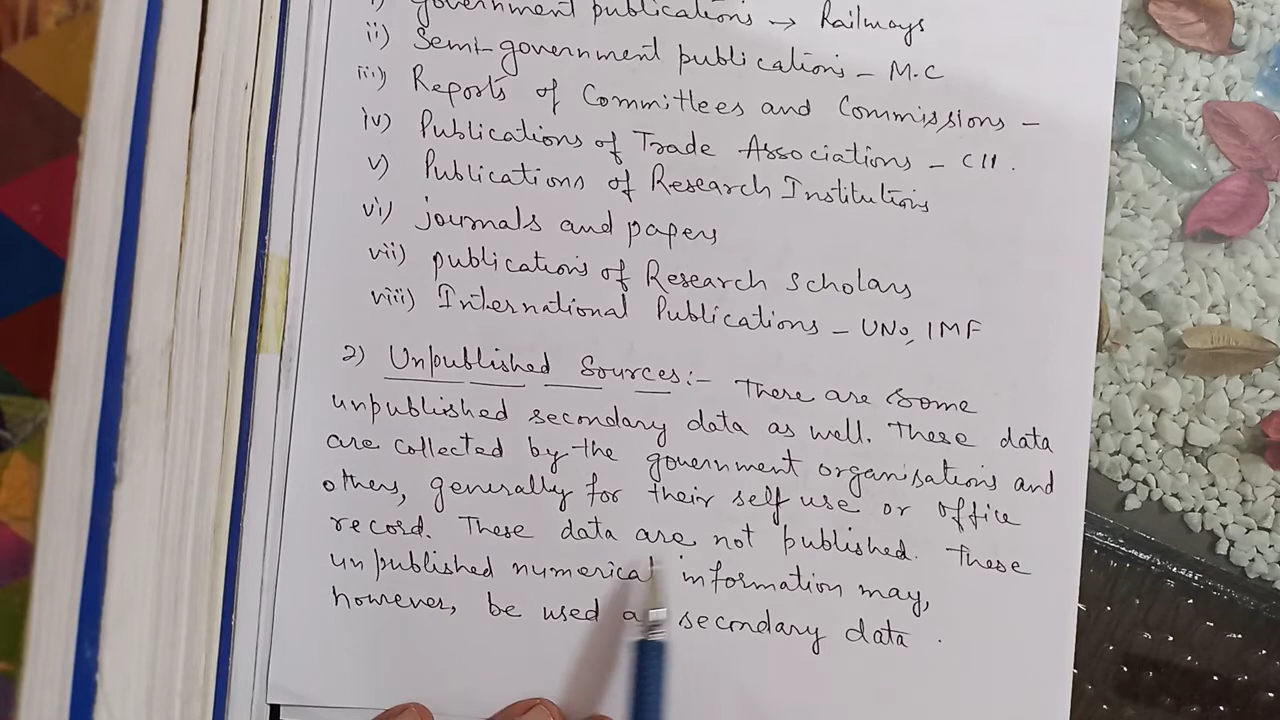 i) government publications → Railways
ii) Semi-government publications - M.C
iii) Reports of Committees and Commissions -
iv) Publications of Trade Associations - CII.
v) Publications of Research Institutions
vi) journals and papers
vii) publications of Research Scholars
viii) International Publications - UNO, IMF
2) Unpublished Sources:- There are some
unpublished secondary data as well. These data
are collected by the government organisations and
others, generally for their self use or office
record. These data are not published. These
unpublished numerical information may,
however, be used as secondary data.